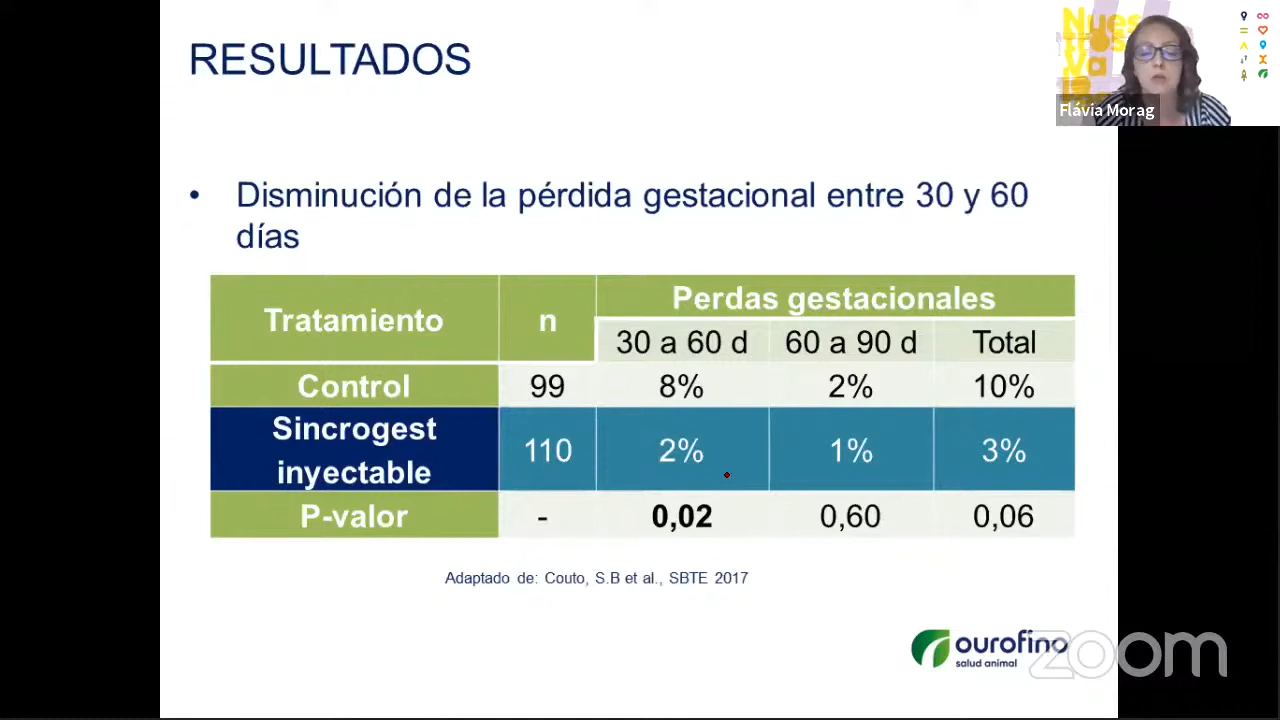 RESULTADOS
Flávia Morag
• Disminución de la pérdida gestacional entre 30 y 60
días
Tratamiento n Perdas gestacionales
30 a 60 d 60 a 90 d Total
Control 99 8% 2% 10%
Sincrogest
inyectable 110 2% 1% 3%
P-valor - 0,02 0,60 0,06
Adaptado de: Couto, S.B et al., SBTE 2017
ourofino
salud animal
zoom